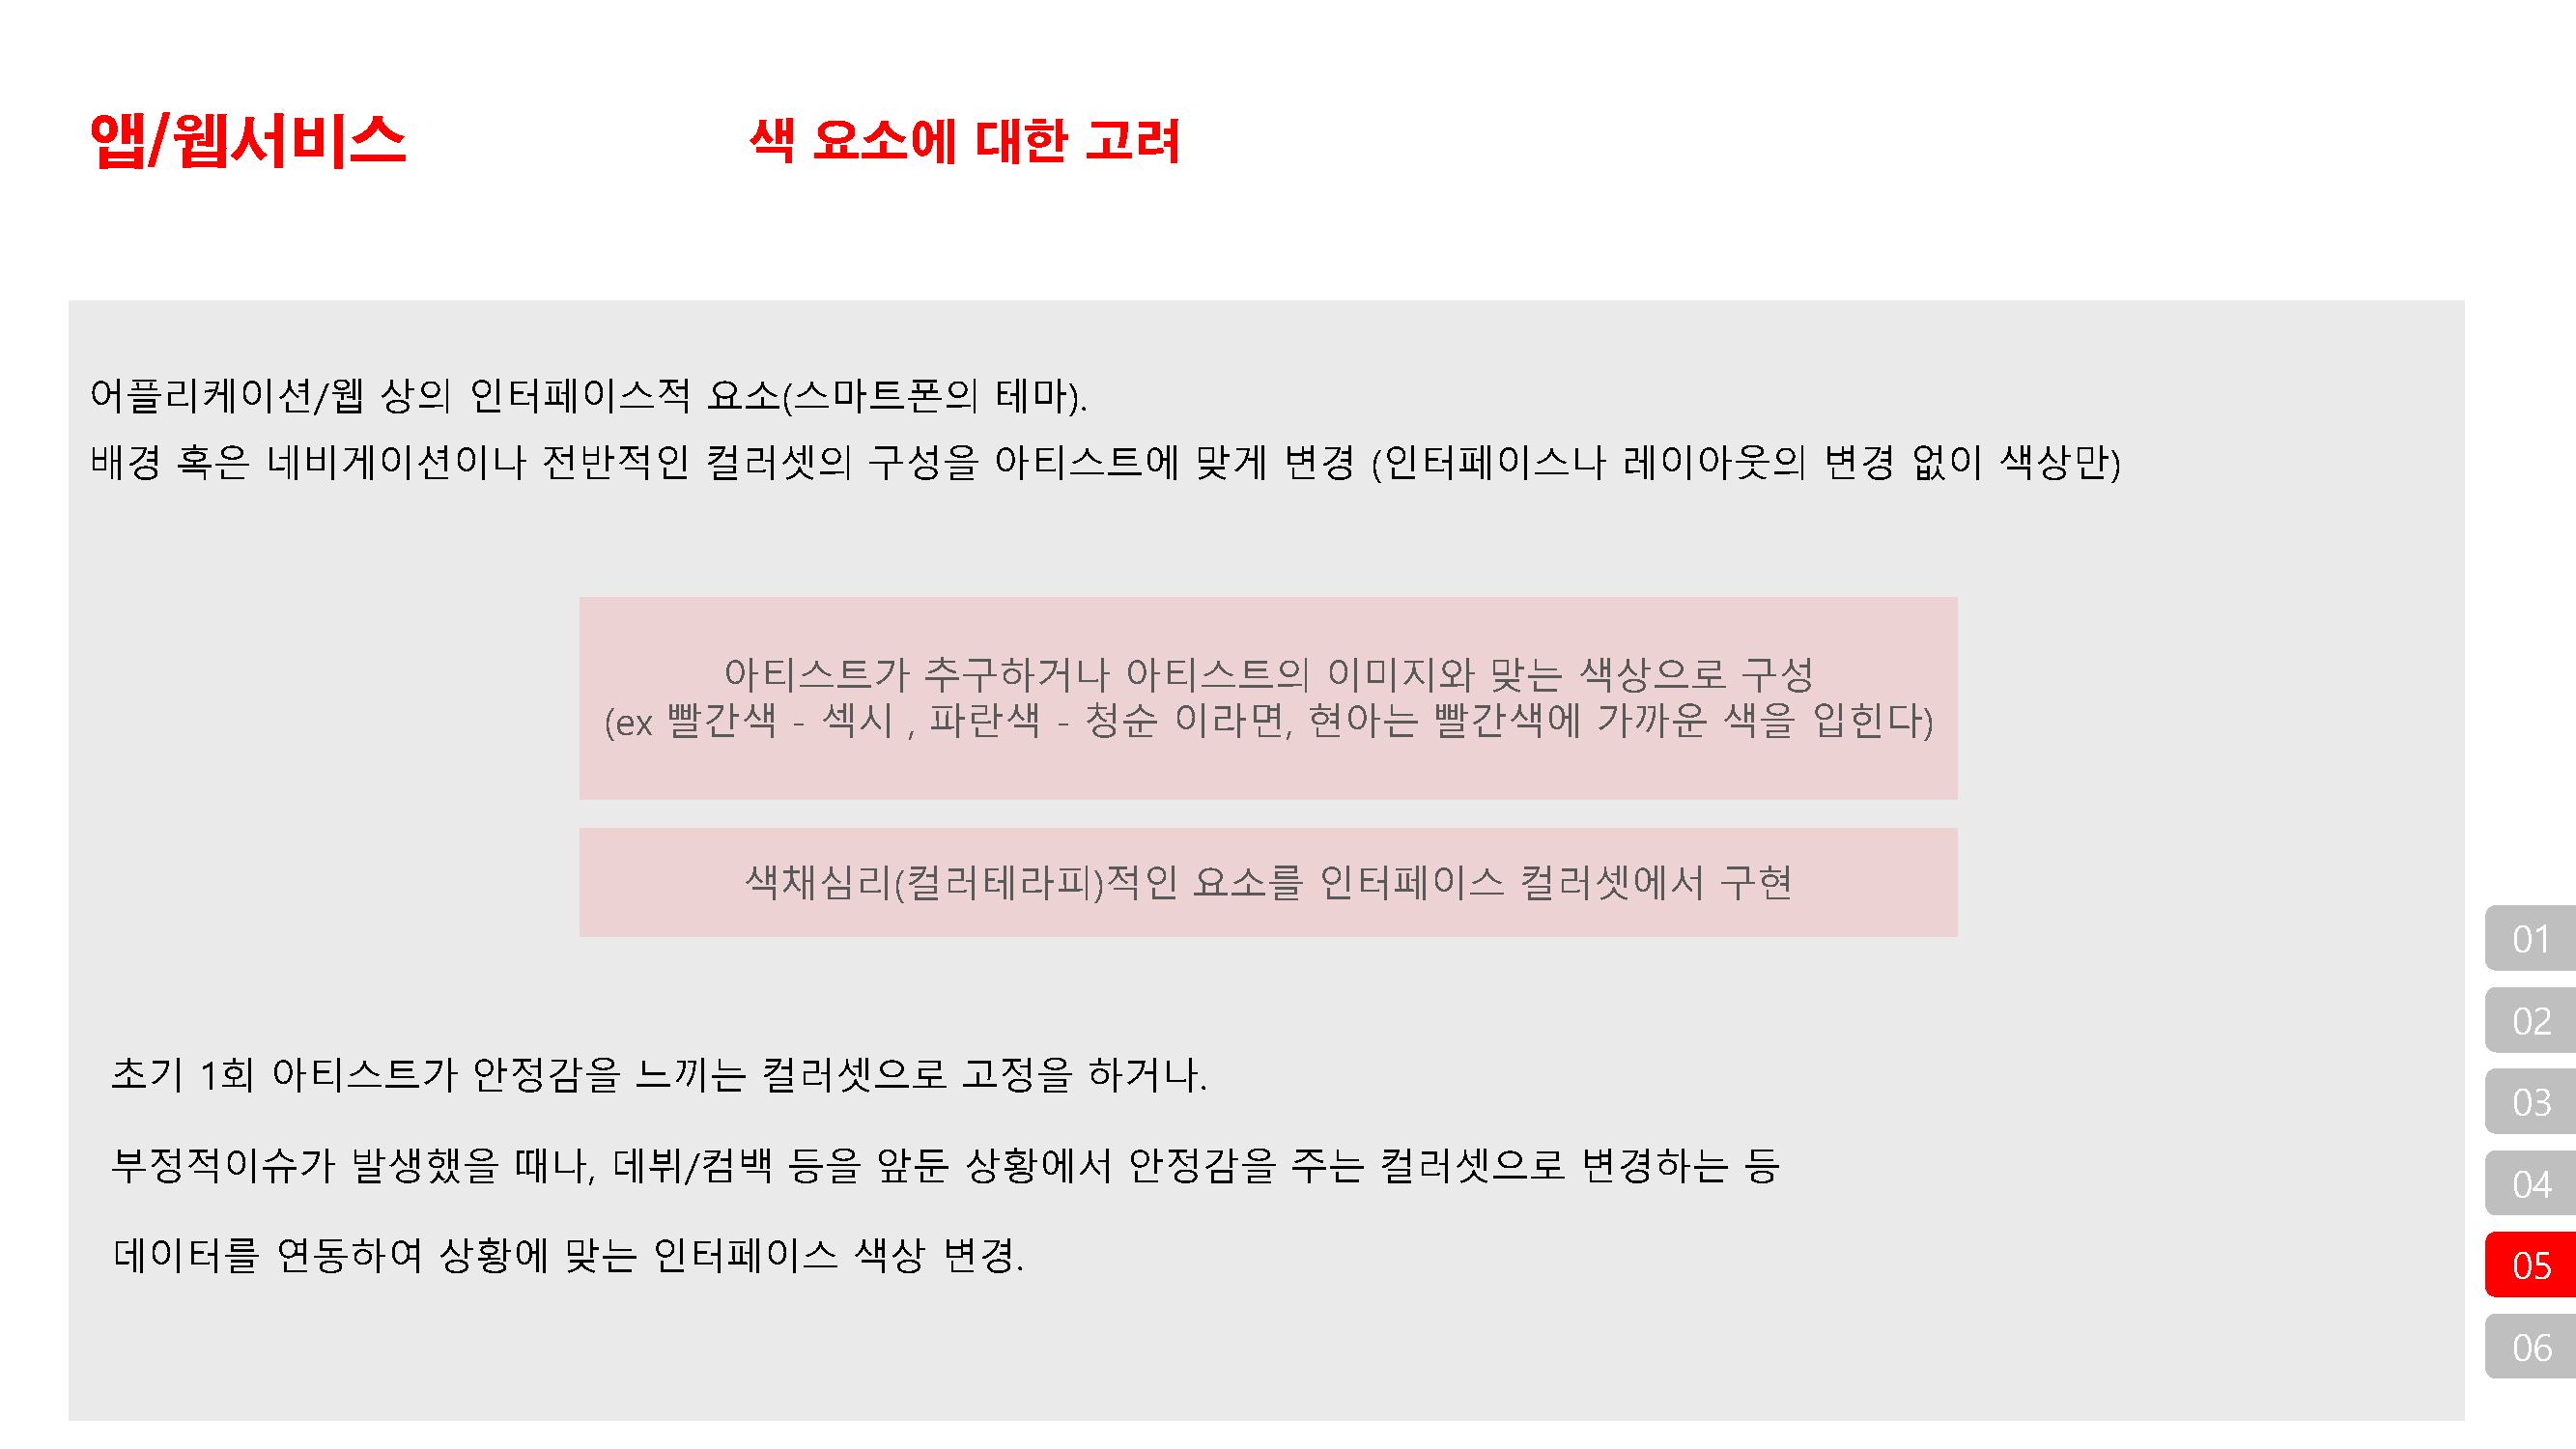 앱/웹서비스
색 요소에 대한 고려
어플리케이션/웹 상의 인터페이스적 요소(스마트폰의 테마).
배경 혹은 네비게이션이나 전반적인 컬러셋의 구성을 아티스트에 맞게 변경 (인터페이스나 레이아웃의 변경 없이 색상만)
아티스트가 추구하거나 아티스트의 이미지와 맞는 색상으로 구성
(ex 빨간색 - 섹시 , 파란색 - 청순 이라면, 현아는 빨간색에 가까운 색을 입힌다)
색채심리(컬러테라피)적인 요소를 인터페이스 컬러셋에서 구현
초기 1회 아티스트가 안정감을 느끼는 컬러셋으로 고정을 하거나.
부정적이슈가 발생했을 때나, 데뷔/컴백 등을 앞둔 상황에서 안정감을 주는 컬러셋으로 변경하는 등
데이터를 연동하여 상황에 맞는 인터페이스 색상 변경.
01
02
03
04
05
06